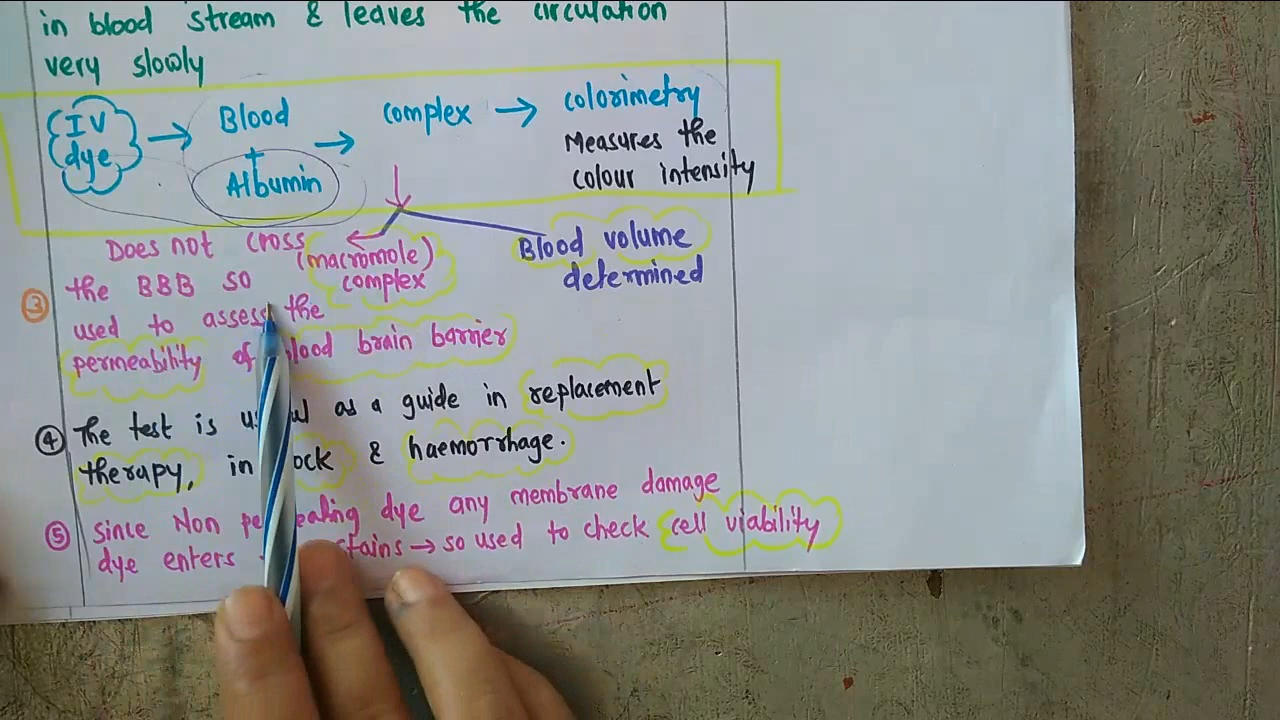 in blood stream & leaves the circulation
very slowly
IV dye → Blood + Albumin → complex → colorimetry
Measures the
colour intensity
Does not cross
(macromole)
complex
Blood volume
determined
③ the BBB so
used to assess the
permeability of blood brain barrier
④ The test is as a guide in replacement
therapy, in & haemorrhage.
⑤ since Non dye any membrane damage
dye enters stains → so used to check cell viability